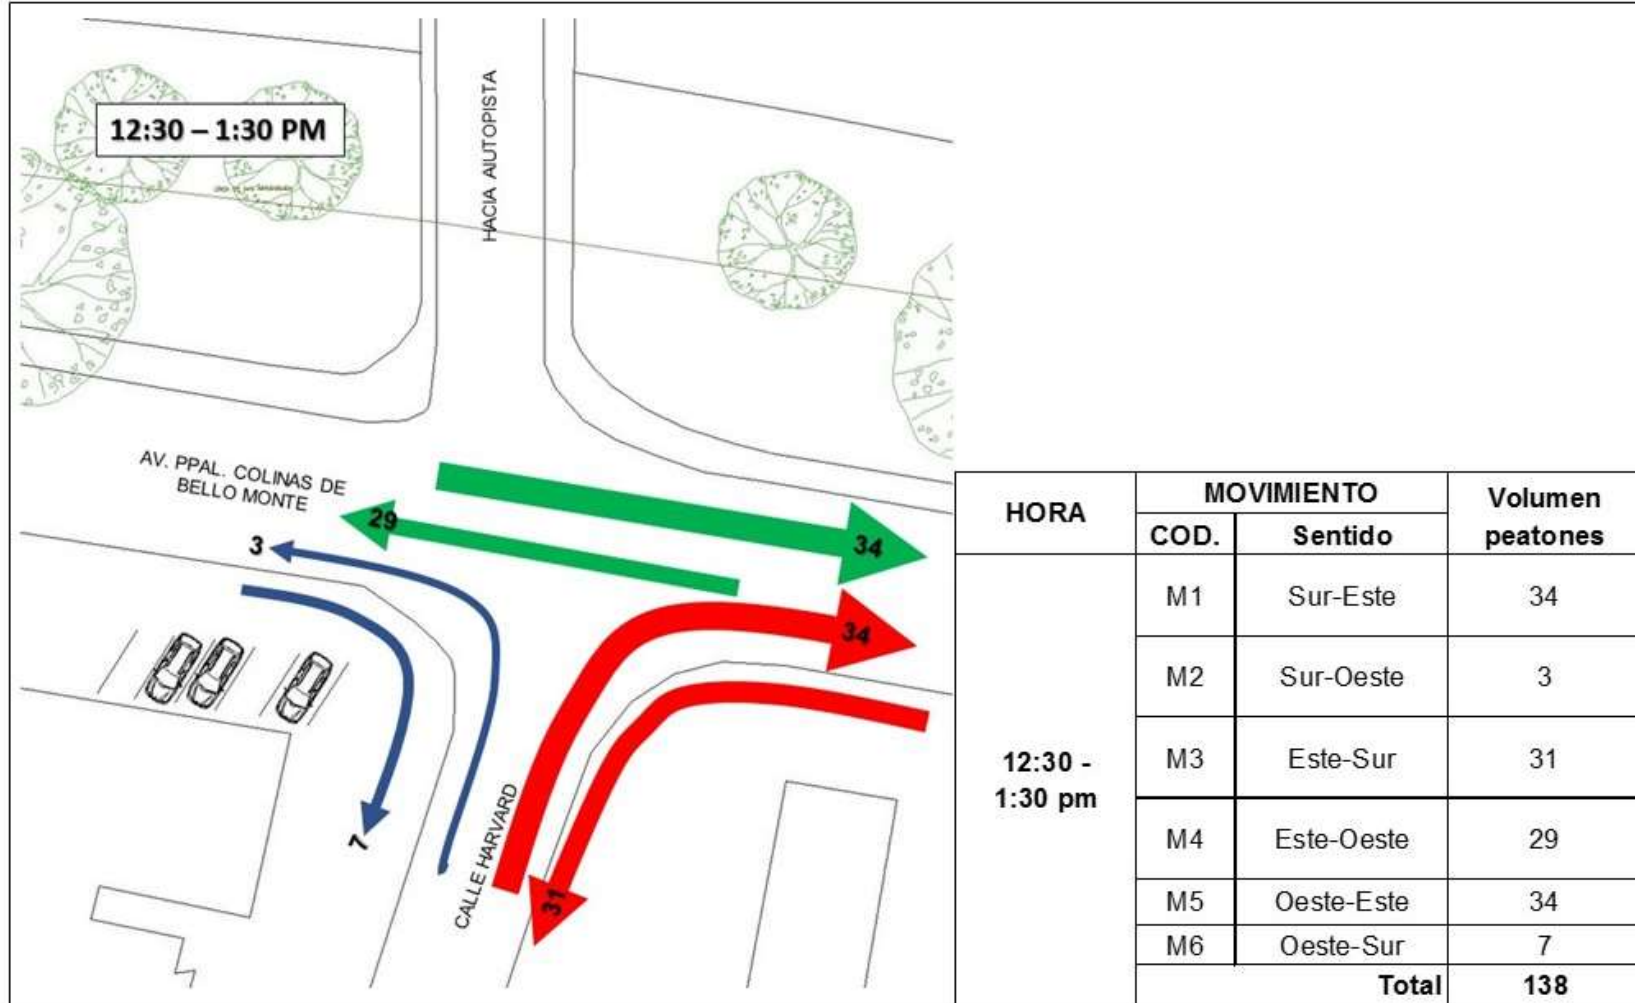 12:30 – 1:30 PM
HACIA AUTOPISTA
AV. PPAL. COLINAS DE
BELLO MONTE
29
34
3
34
7
CALLE HARVARD
31
HORA
MOVIMIENTO
Volumen
peatones
COD.
Sentido
12:30 -
1:30 pm
M1 Sur-Este 34
M2 Sur-Oeste 3
M3 Este-Sur 31
M4 Este-Oeste 29
M5 Oeste-Este 34
M6 Oeste-Sur 7
Total 138